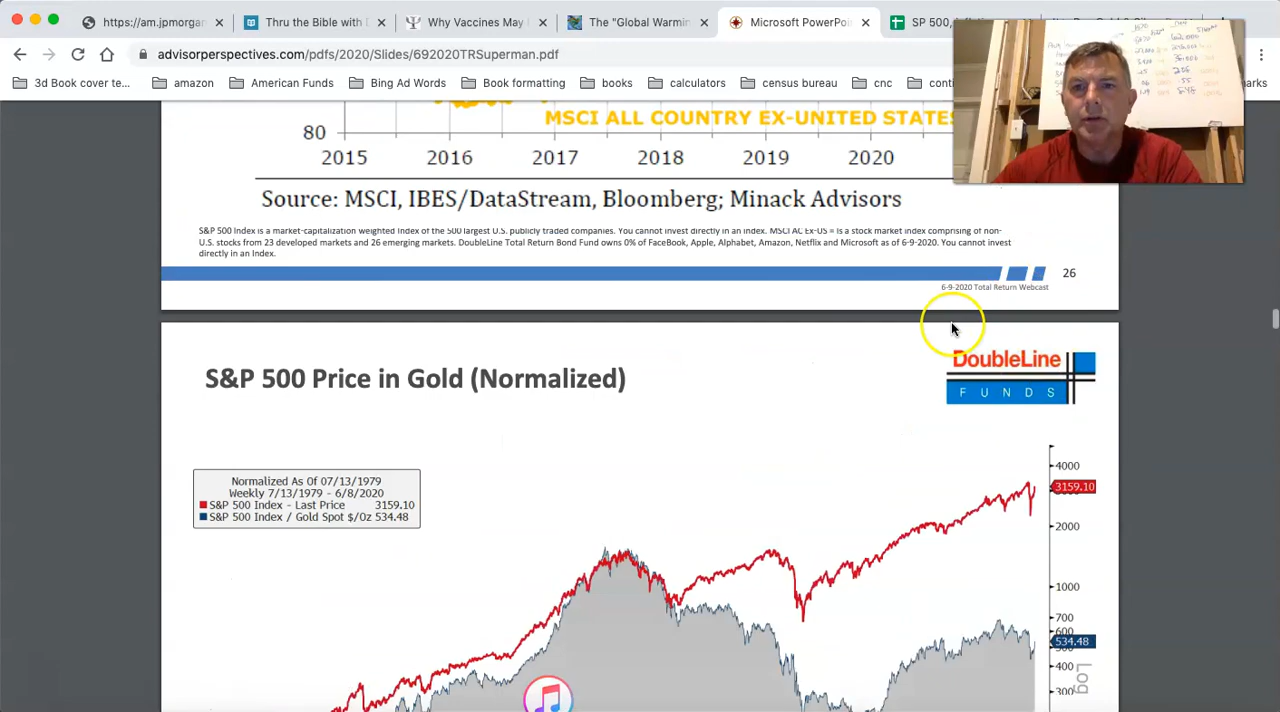 https://am.jpmorgan
Thru the Bible with
Why Vaccines May
The "Global Warmin
Microsoft PowerPoi
SP 500,
advisorperspectives.com/pdfs/2020/Slides/692020TRsuperman.pdf
3d Book cover te...
amazon
American Funds
Bing Ad Words
Book formatting
books
calculators
census bureau
cnc
80
MSCI ALL COUNTRY EX-UNITED STATES
2015 2016 2017 2018 2019 2020
Source: MSCI, IBES/DataStream, Bloomberg; Minack Advisors
S&P 500 Index is a market-capitalization weighted Index of the 500 largest U.S. publicly traded companies. You cannot invest directly in an index. MSCI AC Ex-US = is a stock market index comprising of non-
U.S. stocks from 23 developed markets and 26 emerging markets. DoubleLine Total Return Bond Fund owns 0% of FaceBook, Apple, Alphabet, Amazon, Netflix and Microsoft as of 6-9-2020. You cannot invest
directly in an Index.
26
6-9-2020 Total Return Webcast
S&P 500 Price in Gold (Normalized)
DoubleLine
FUNDS
Normalized As Of 07/13/1979
Weekly 7/13/1979 - 6/8/2020
S&P 500 Index - Last Price 3159.10
S&P 500 Index / Gold Spot $/Oz 534.48
4000
3159.10
2000
1000
700
600
534.48
400
300
Log